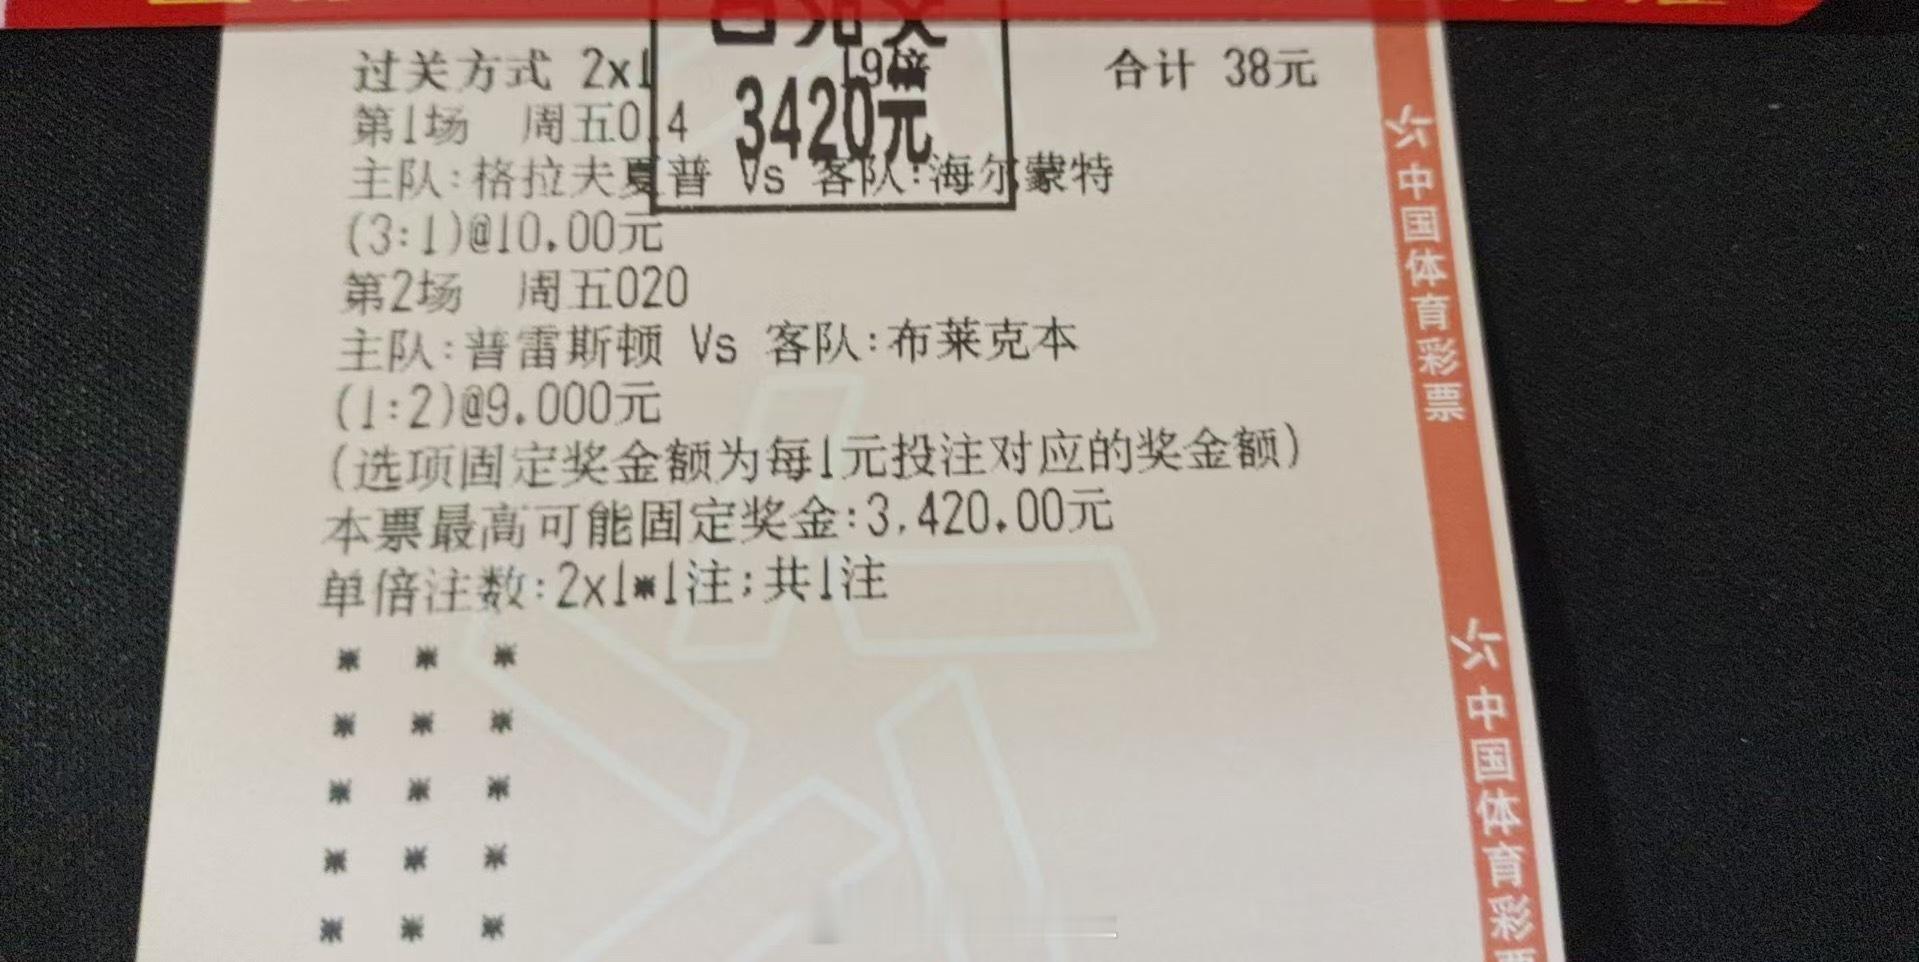 过关方式 2x1 19倍 合计 38元
3420元
第1场 周五014
主队:格拉夫夏普 Vs 客队:海尔蒙特
(3:1)@10.00元
第2场 周五020
主队:普雷斯顿 Vs 客队:布莱克本
(1:2)@9.000元
(选项固定奖金额为每1元投注对应的奖金额)
本票最高可能固定奖金:3,420.00元
单倍注数:2x1*1注;共1注
* * *
* * *
* * *
* * *
* * *
中国体育彩票
中国体育彩票